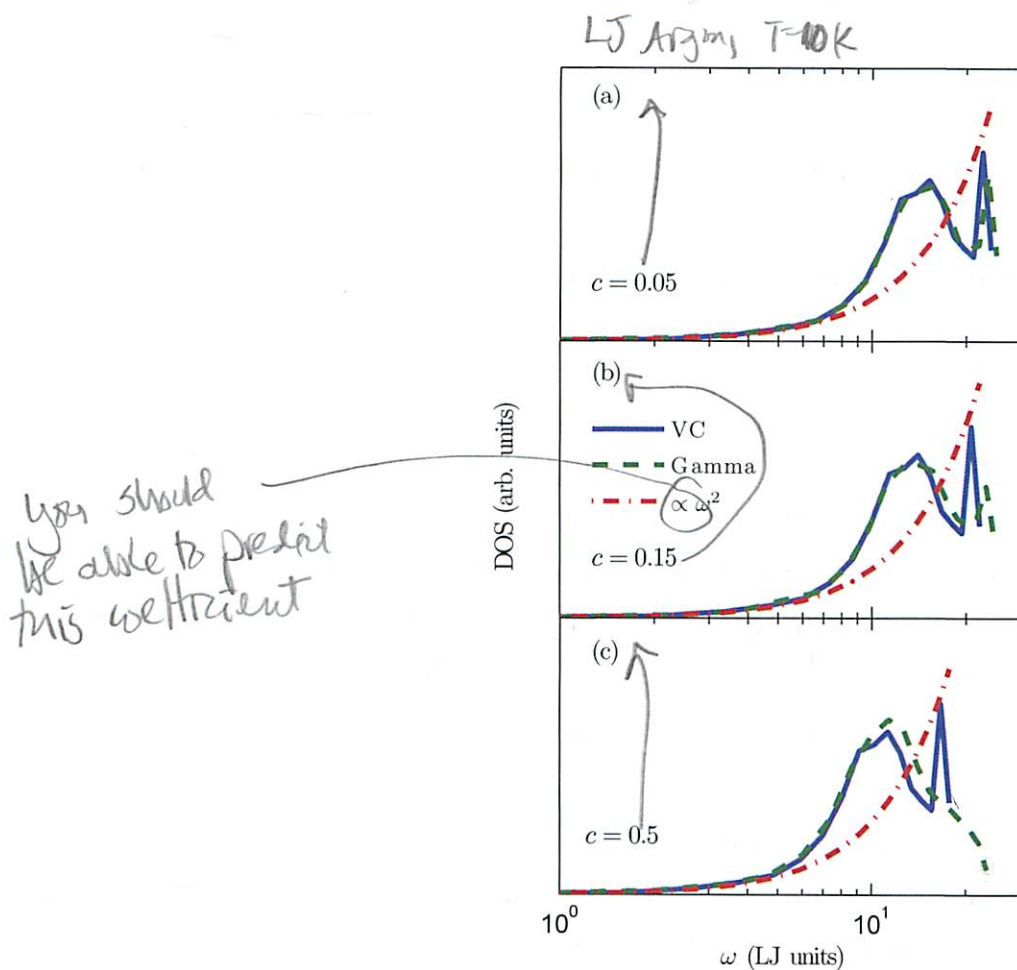 LJ Argon, T=10K
(a)
c = 0.05
(b)
VC
Gamma
∝ ω²
c = 0.15
(c)
c = 0.5
DOS (arb. units)
you should
be able to predict
this coefficient
10⁰ 10¹
ω (LJ units)